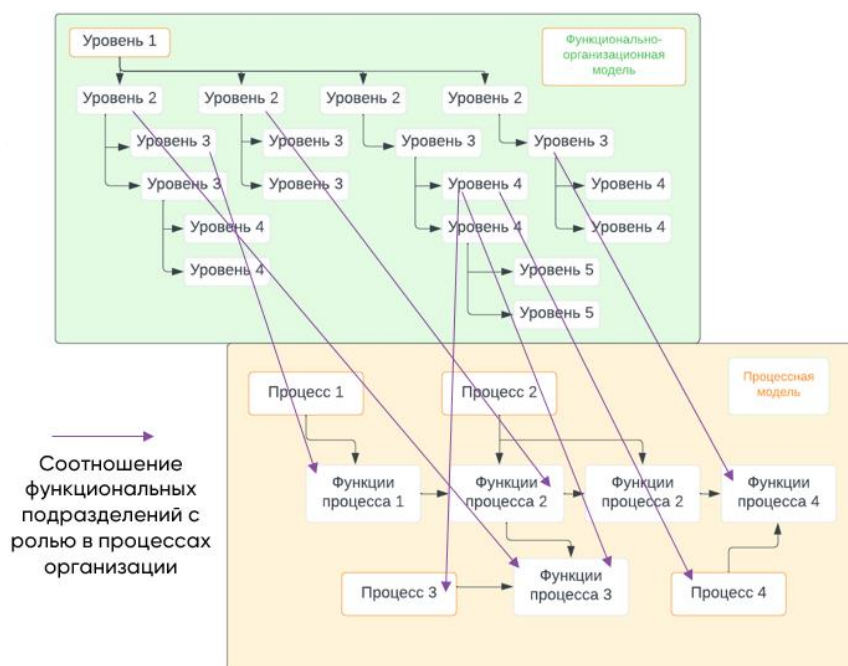 Уровень 1
Функционально-
организационная
модель
Уровень 2
Уровень 2
Уровень 2
Уровень 2
Уровень 3
Уровень 3
Уровень 3
Уровень 3
Уровень 3
Уровень 3
Уровень 4
Уровень 4
Уровень 4
Уровень 4
Уровень 4
Уровень 4
Уровень 5
Уровень 5
Процесс 1
Процесс 2
Процессная
модель
Соотношение
функциональных
подразделений с
ролью в процессах
организации
Функции
процесса 1
Функции
процесса 2
Функции
процесса 2
Функции
процесса 4
Процесс 3
Функции
процесса 3
Процесс 4